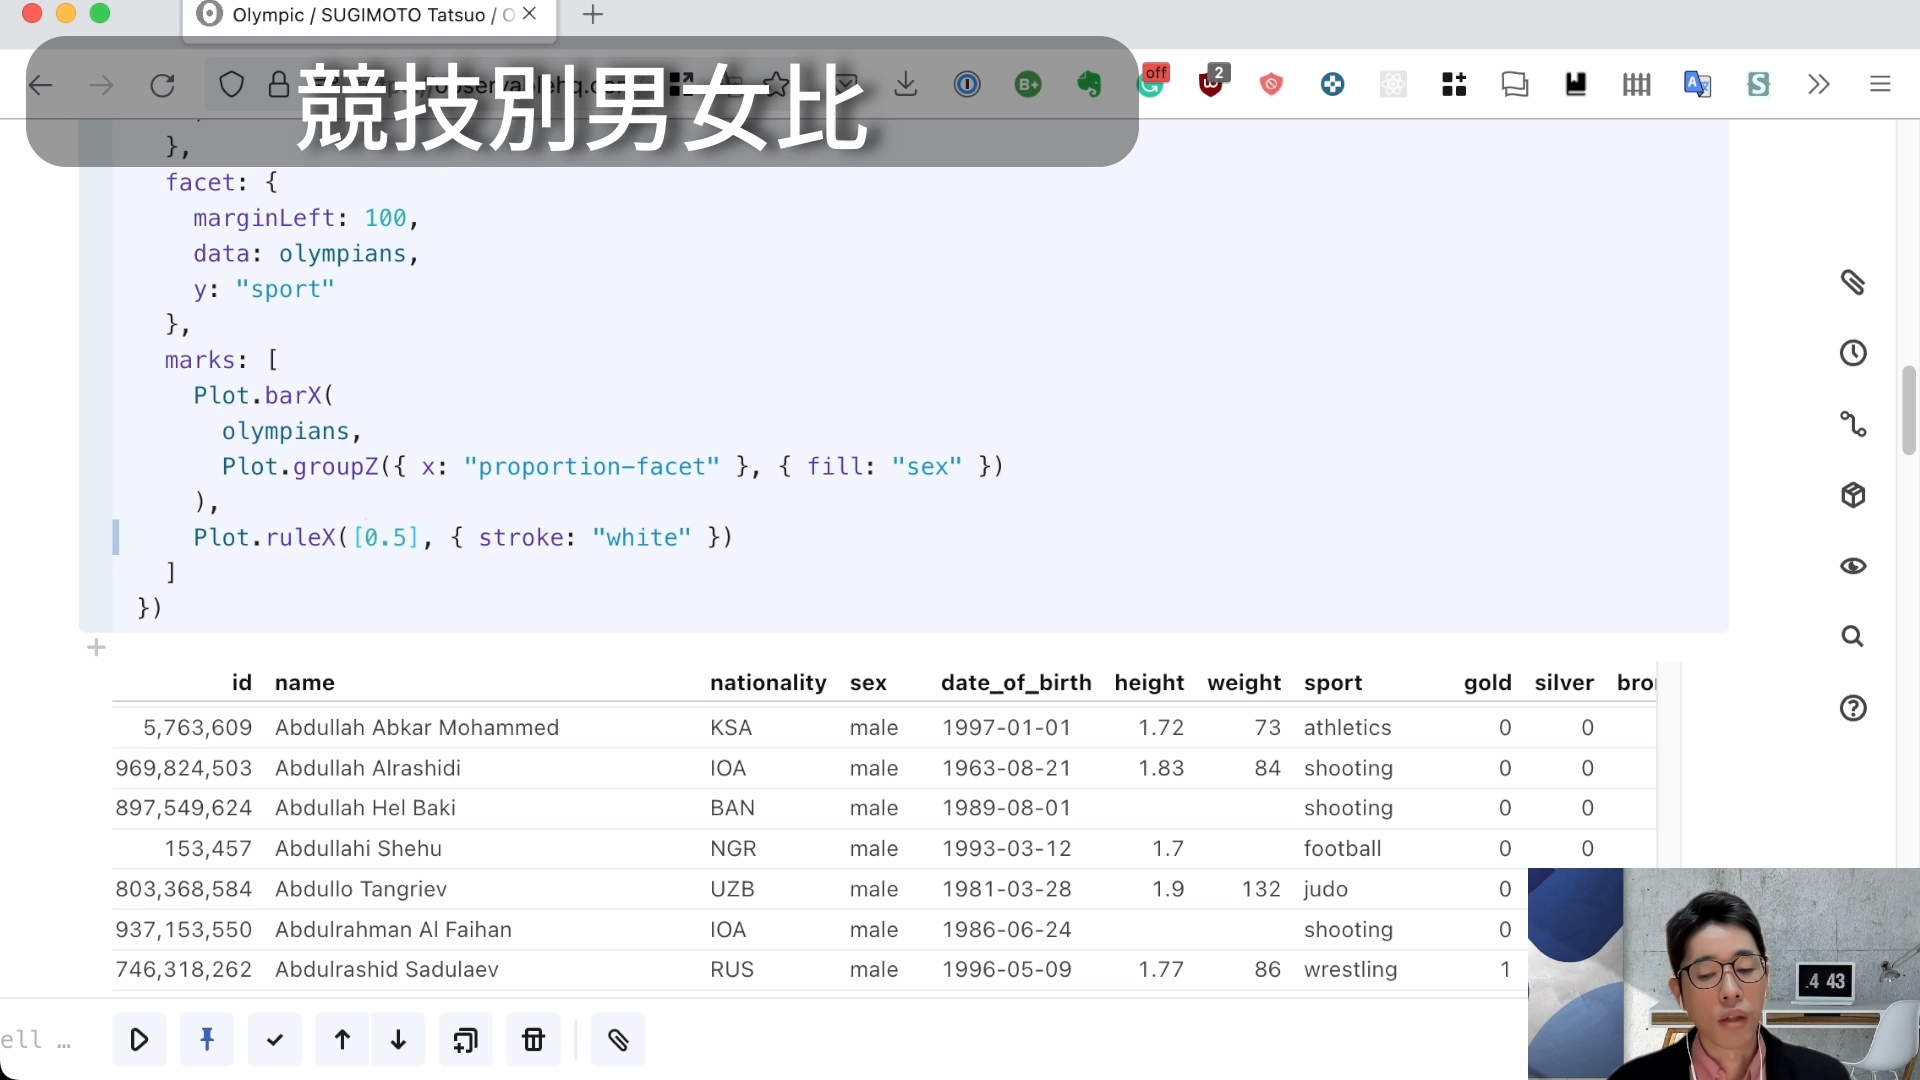 Olympic / SUGIMOTO Tatsuo / O
競技別男女比
off
2
B+
},
facet: {
marginLeft: 100,
data: olympians,
y: "sport"
},
marks: [
Plot.barX(
olympians,
Plot.groupZ({ x: "proportion-facet" }, { fill: "sex" })
),
Plot.ruleX([0.5], { stroke: "white" })
]
})
id name nationality sex date_of_birth height weight sport gold silver bro
5,763,609 Abdullah Abkar Mohammed KSA male 1997-01-01 1.72 73 athletics 0 0
969,824,503 Abdullah Alrashidi IOA male 1963-08-21 1.83 84 shooting 0 0
897,549,624 Abdullah Hel Baki BAN male 1989-08-01 shooting 0 0
153,457 Abdullahi Shehu NGR male 1993-03-12 1.7 football 0 0
803,368,584 Abdullo Tangriev UZB male 1981-03-28 1.9 132 judo 0
937,153,550 Abdulrahman Al Faihan IOA male 1986-06-24 shooting 0
746,318,262 Abdulrashid Sadulaev RUS male 1996-05-09 1.77 86 wrestling 1
4 43
ell …